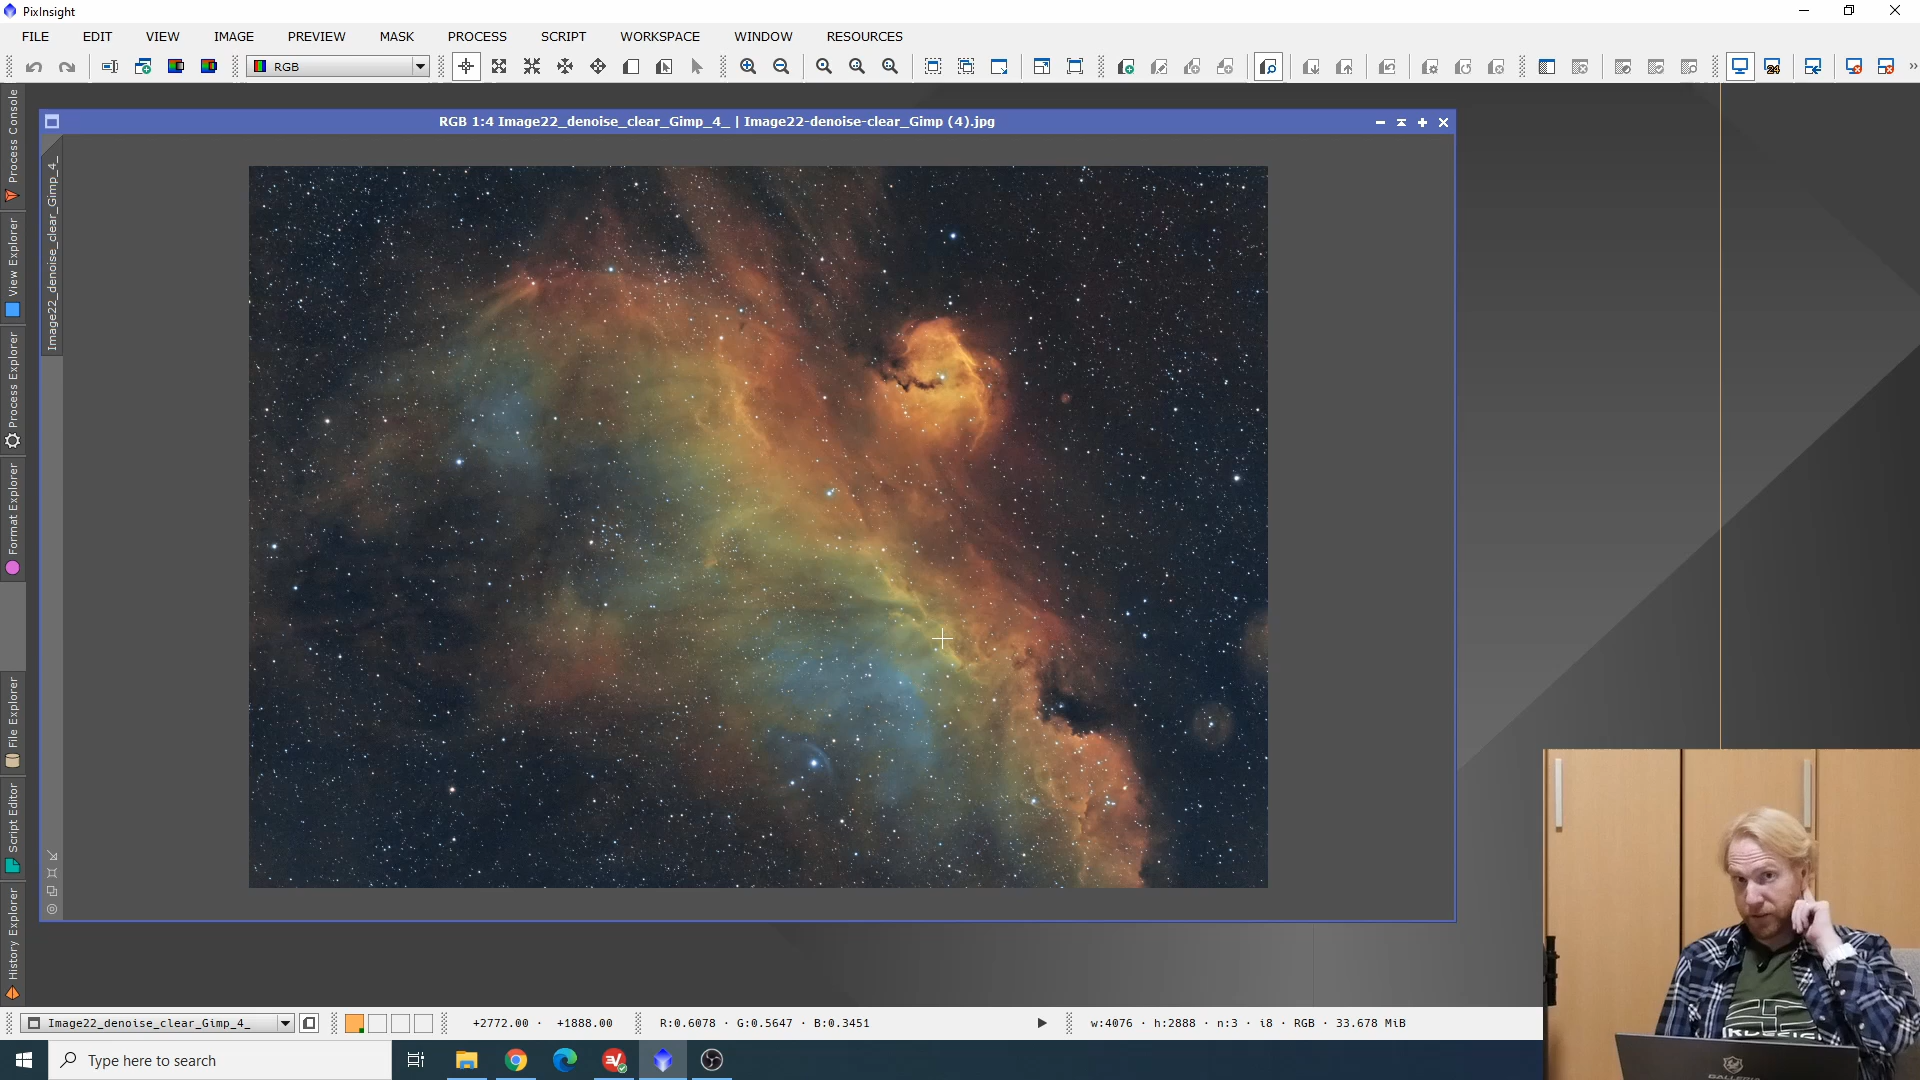 PixInsight
FILE EDIT VIEW IMAGE PREVIEW MASK PROCESS SCRIPT WORKSPACE WINDOW RESOURCES
RGB
RGB 1:4 Image22_denoise_clear_Gimp_4_ | Image22-denoise-clear_Gimp (4).jpg
Image22_denoise_clear_Gimp_4_
Process Console
View Explorer
Process Explorer
Format Explorer
File Explorer
Script Editor
History Explorer
Image22_denoise_clear_Gimp_4_
+2772.00 · +1888.00
R:0.6078 · G:0.5647 · B:0.3451
w:4076 · h:2888 · n:3 · i8 · RGB · 33.678 MiB
Type here to search